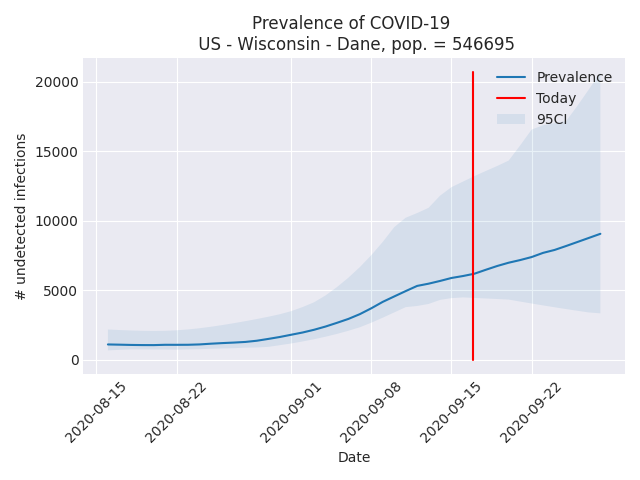 Prevalence of COVID-19
US - Wisconsin - Dane, pop. = 546695
Prevalence
Today
95CI
20000
15000
10000
5000
0
# undetected infections
2020-08-15
2020-08-22
2020-09-01
2020-09-08
2020-09-15
2020-09-22
Date